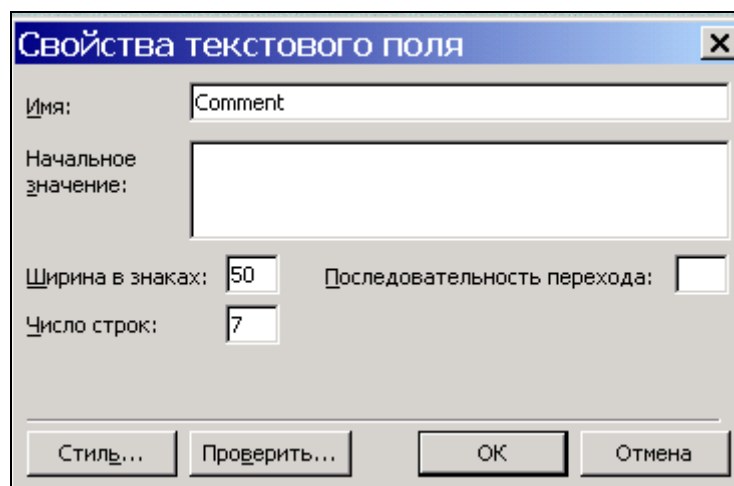 Свойства текстового поля
Имя: Comment
Начальное
значение:
Ширина в знаках: 50 Последовательность перехода:
Число строк: 7
Стиль... Проверить... ОК Отмена